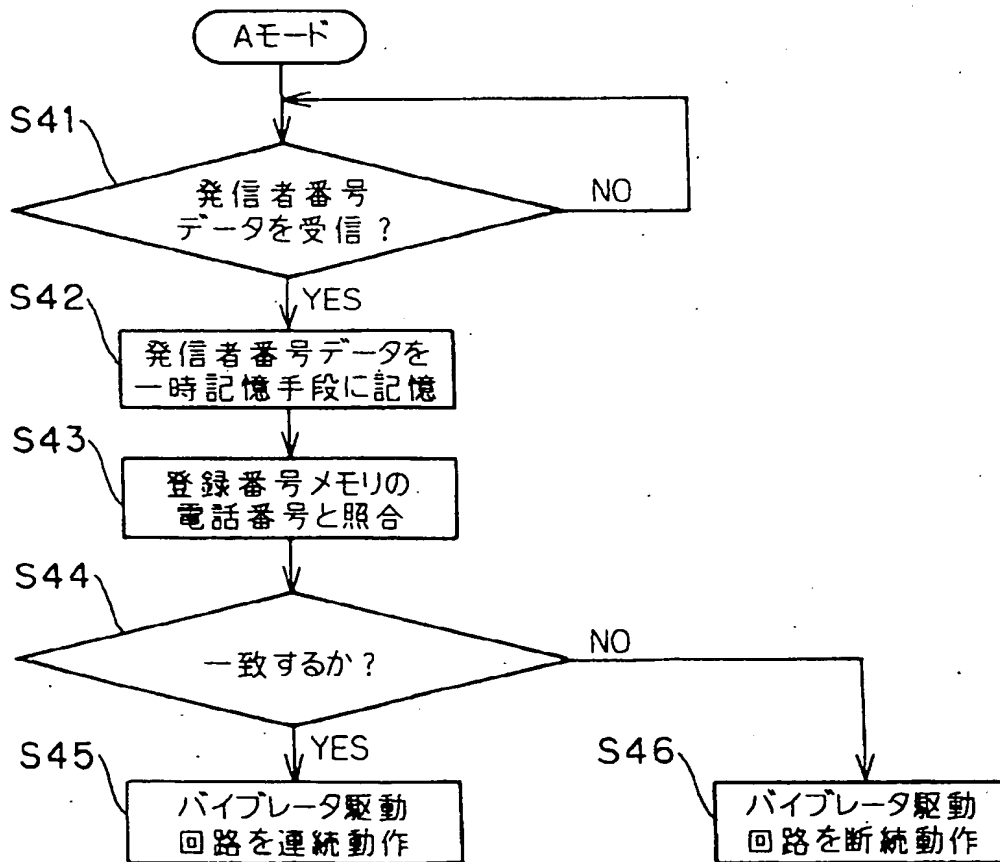 Aモード
S41
発信者番号
データを受信?
NO
YES
S42
発信者番号データを
一時記憶手段に記憶
S43
登録番号メモリの
電話番号と照合
S44
一致するか?
NO
YES
S45
バイブレータ駆動
回路を連続動作
S46
バイブレータ駆動
回路を断続動作